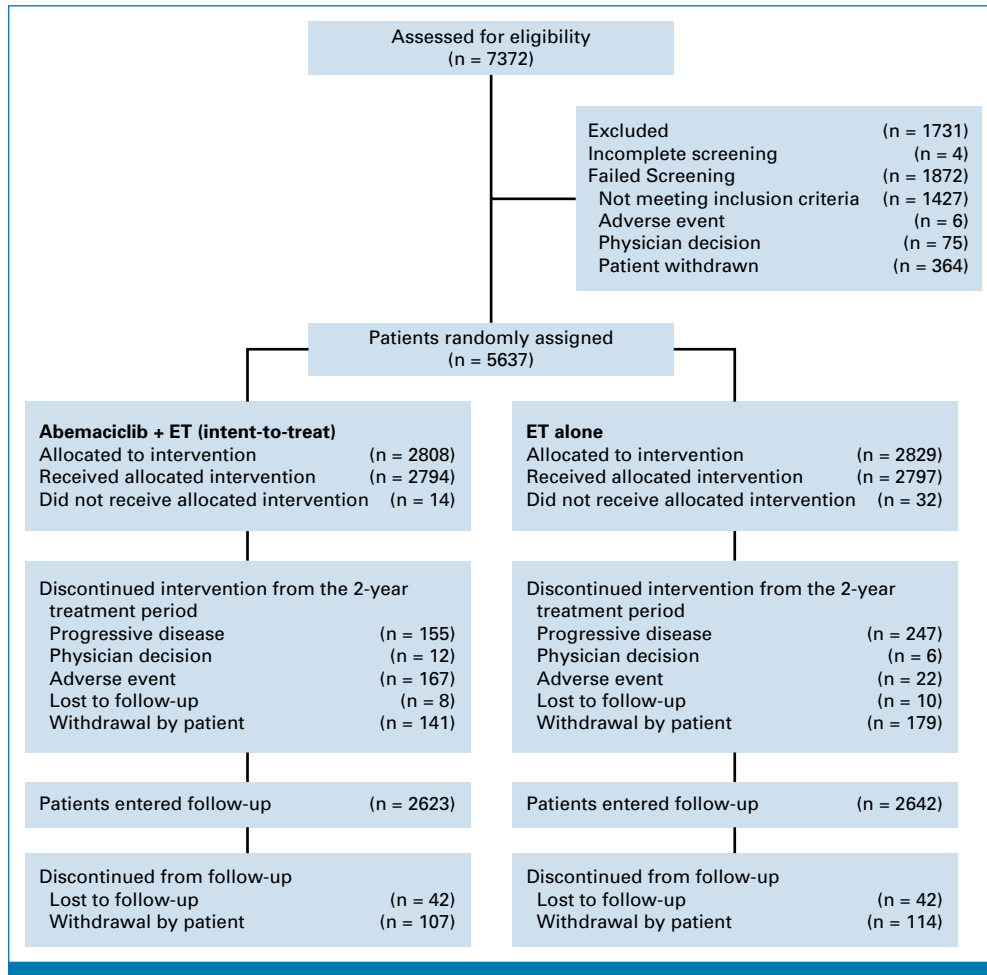 Assessed for eligibility
(n = 7372)
Excluded (n = 1731)
Incomplete screening (n = 4)
Failed Screening (n = 1872)
Not meeting inclusion criteria (n = 1427)
Adverse event (n = 6)
Physician decision (n = 75)
Patient withdrawn (n = 364)
Patients randomly assigned
(n = 5637)
Abemaciclib + ET (intent-to-treat)
Allocated to intervention (n = 2808)
Received allocated intervention (n = 2794)
Did not receive allocated intervention (n = 14)
ET alone
Allocated to intervention (n = 2829)
Received allocated intervention (n = 2797)
Did not receive allocated intervention (n = 32)
Discontinued intervention from the 2-year
treatment period
Progressive disease (n = 155)
Physician decision (n = 12)
Adverse event (n = 167)
Lost to follow-up (n = 8)
Withdrawal by patient (n = 141)
Discontinued intervention from the 2-year
treatment period
Progressive disease (n = 247)
Physician decision (n = 6)
Adverse event (n = 22)
Lost to follow-up (n = 10)
Withdrawal by patient (n = 179)
Patients entered follow-up (n = 2623)
Patients entered follow-up (n = 2642)
Discontinued from follow-up
Lost to follow-up (n = 42)
Withdrawal by patient (n = 107)
Discontinued from follow-up
Lost to follow-up (n = 42)
Withdrawal by patient (n = 114)